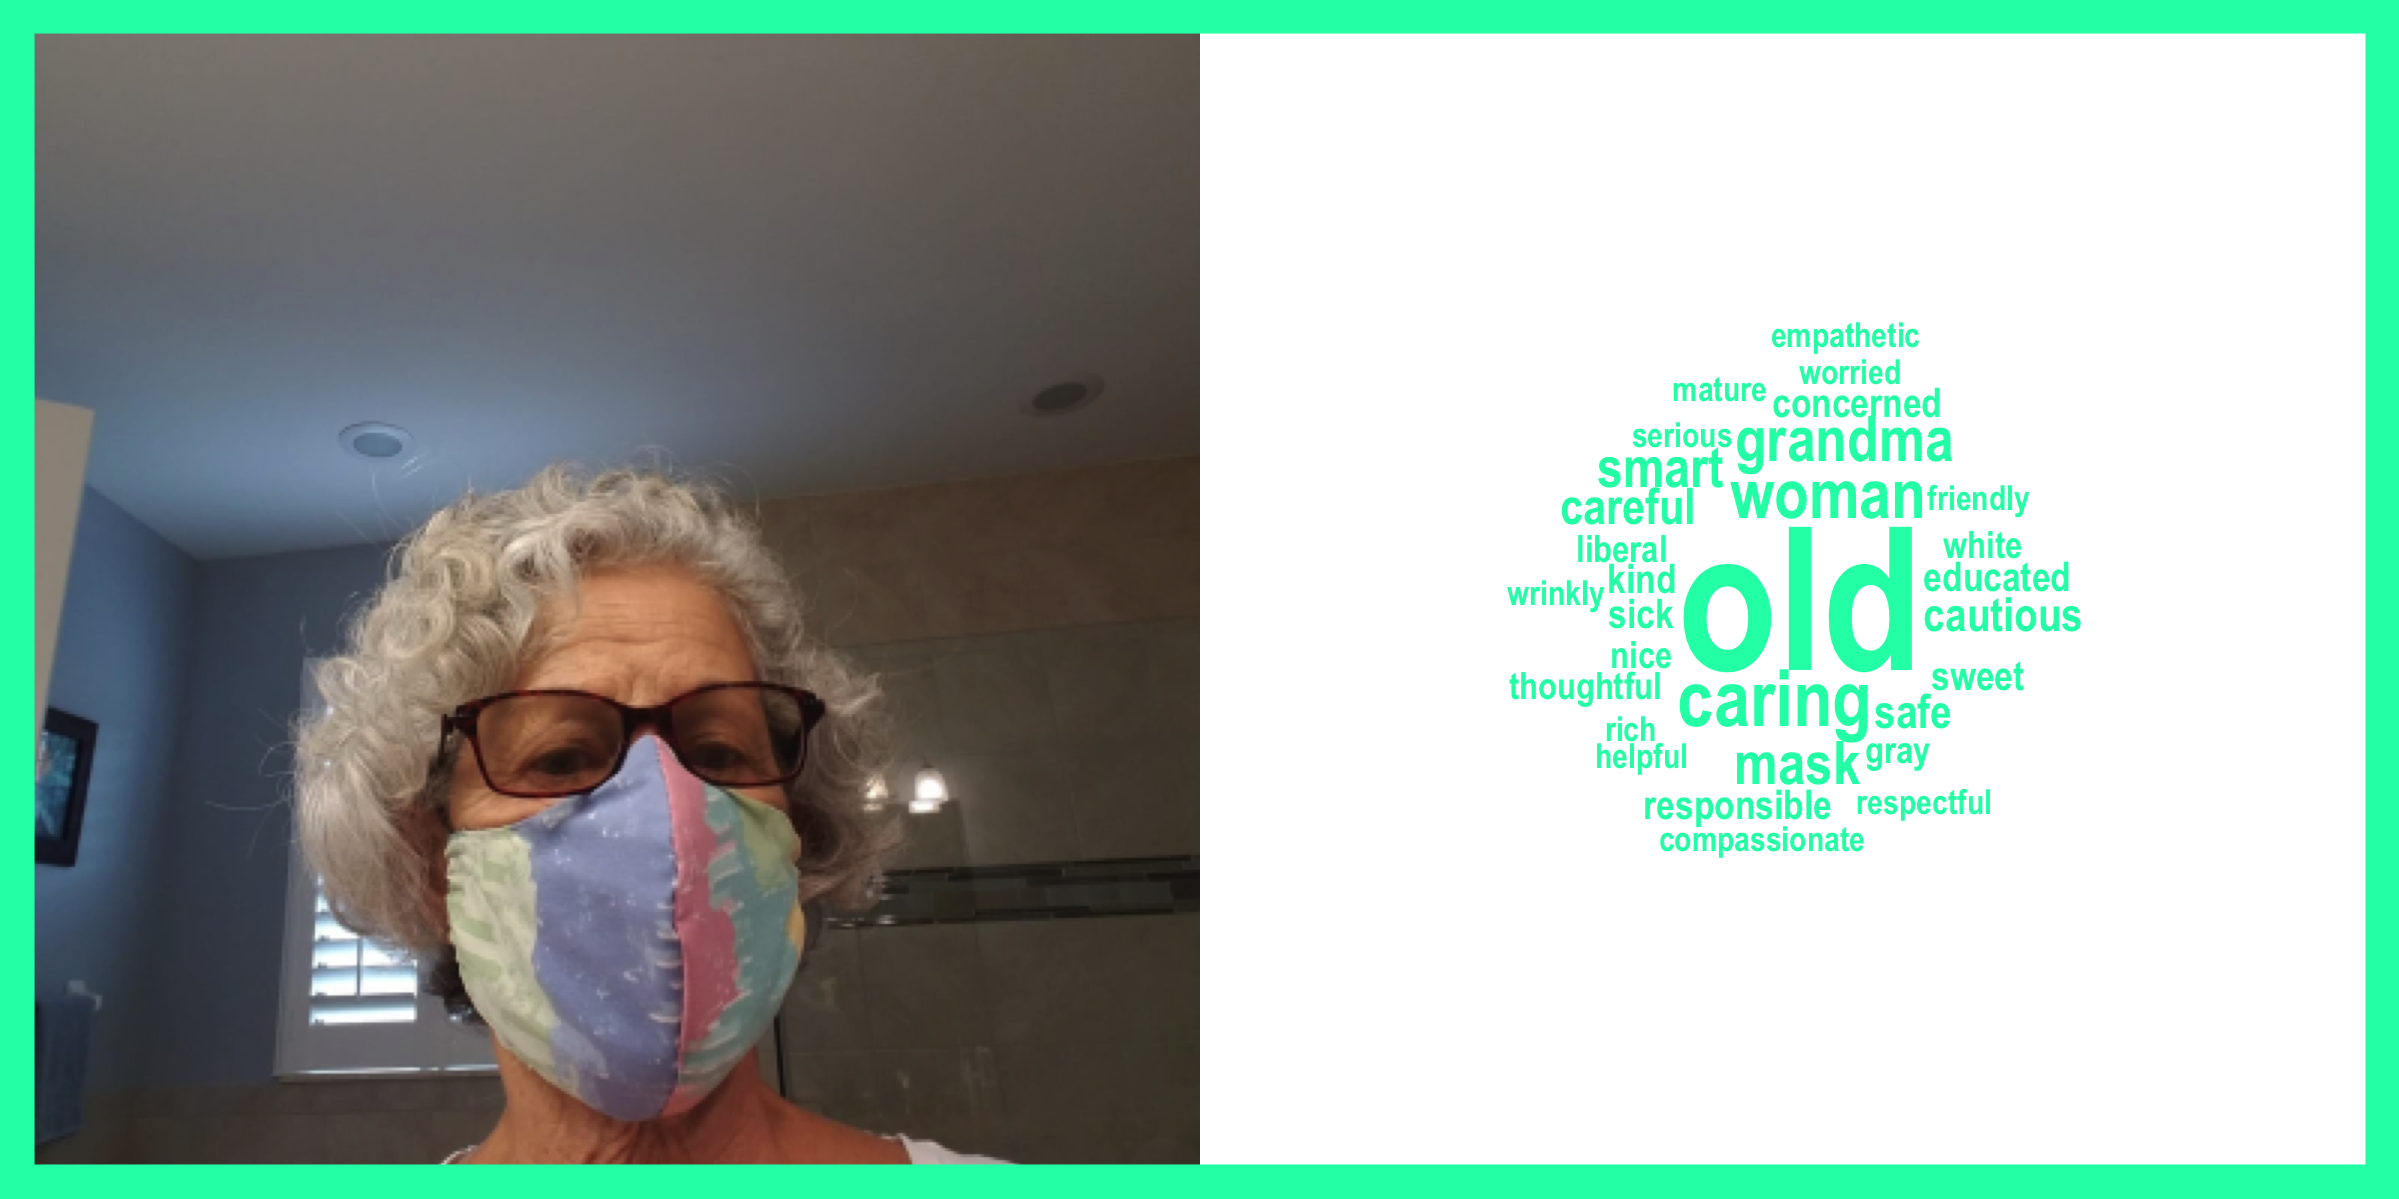 empathetic
worried
mature concerned
serious grandma
smart
careful woman friendly
liberal white
wrinkly kind old educated
sick cautious
nice
thoughtful caring sweet
rich safe
helpful mask gray
responsible respectful
compassionate